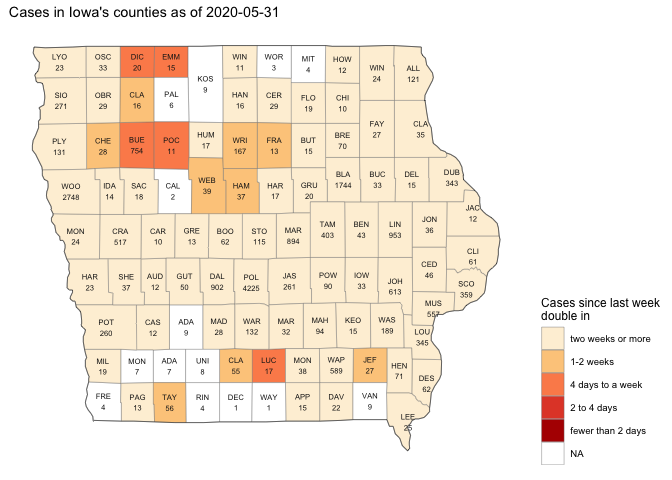 Cases in Iowa's counties as of 2020-05-31
LYO OSC DIC EMM WIN WOR MIT HOW WIN ALL
23 33 20 15 11 3 4 12 24 121
KOS
9
SIO OBR CLA PAL HAN CER FLO CHI
271 29 16 6 16 29 19 10
FAY CLA
27 35
PLY CHE BUE POC HUM WRI FRA BUT BRE
131 28 754 11 17 167 13 15 70
WOO IDA SAC CAL WEB HAM HAR GRU BLA BUC DEL DUB
2748 14 18 2 39 37 17 20 1744 33 15 343
JAC
12
MON CRA CAR GRE BOO STO MAR TAM BEN LIN JON
24 517 10 13 62 115 894 403 43 953 36
CLI
61
HAR SHE AUD GUT DAL POL JAS POW IOW JOH CED SCO
23 37 12 50 902 4225 261 90 33 613 46 359
MUS
557
POT CAS ADA MAD WAR MAR MAH KEO WAS LOU
260 12 9 28 132 32 94 15 189 345
MIL MON ADA UNI CLA LUC MON WAP JEF HEN
19 7 7 8 55 17 38 589 27 71
DES
62
FRE PAG TAY RIN DEC WAY APP DAV VAN
4 13 56 4 1 1 15 22 9
LEE
25
Cases since last week
double in
two weeks or more
1-2 weeks
4 days to a week
2 to 4 days
fewer than 2 days
NA